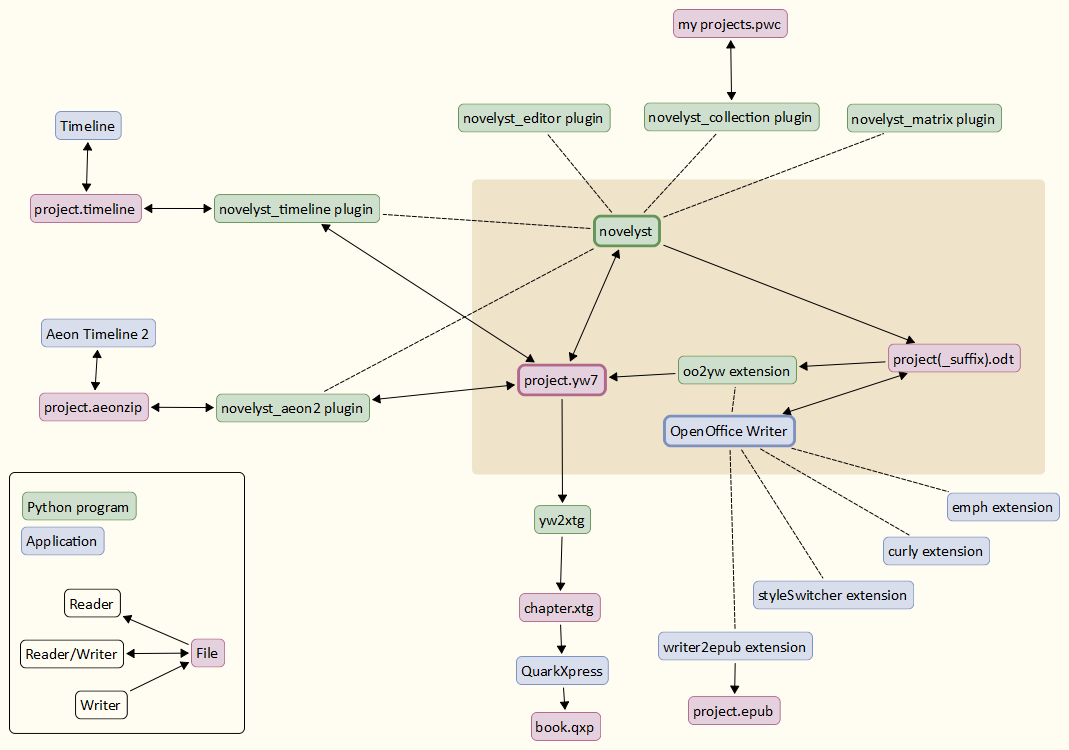 my projects.pwc
novelyst_editor plugin
novelyst_collection plugin
novelyst_matrix plugin
Timeline
project.timeline
novelyst_timeline plugin
novelyst
Aeon Timeline 2
project.aeonzip
novelyst_aeon2 plugin
project.yw7
oo2yw extension
project(_suffix).odt
OpenOffice Writer
emph extension
curly extension
styleSwitcher extension
writer2epub extension
project.epub
yw2xtg
chapter.xtg
QuarkXpress
book.qxp
Python program
Application
Reader
Reader/Writer
File
Writer